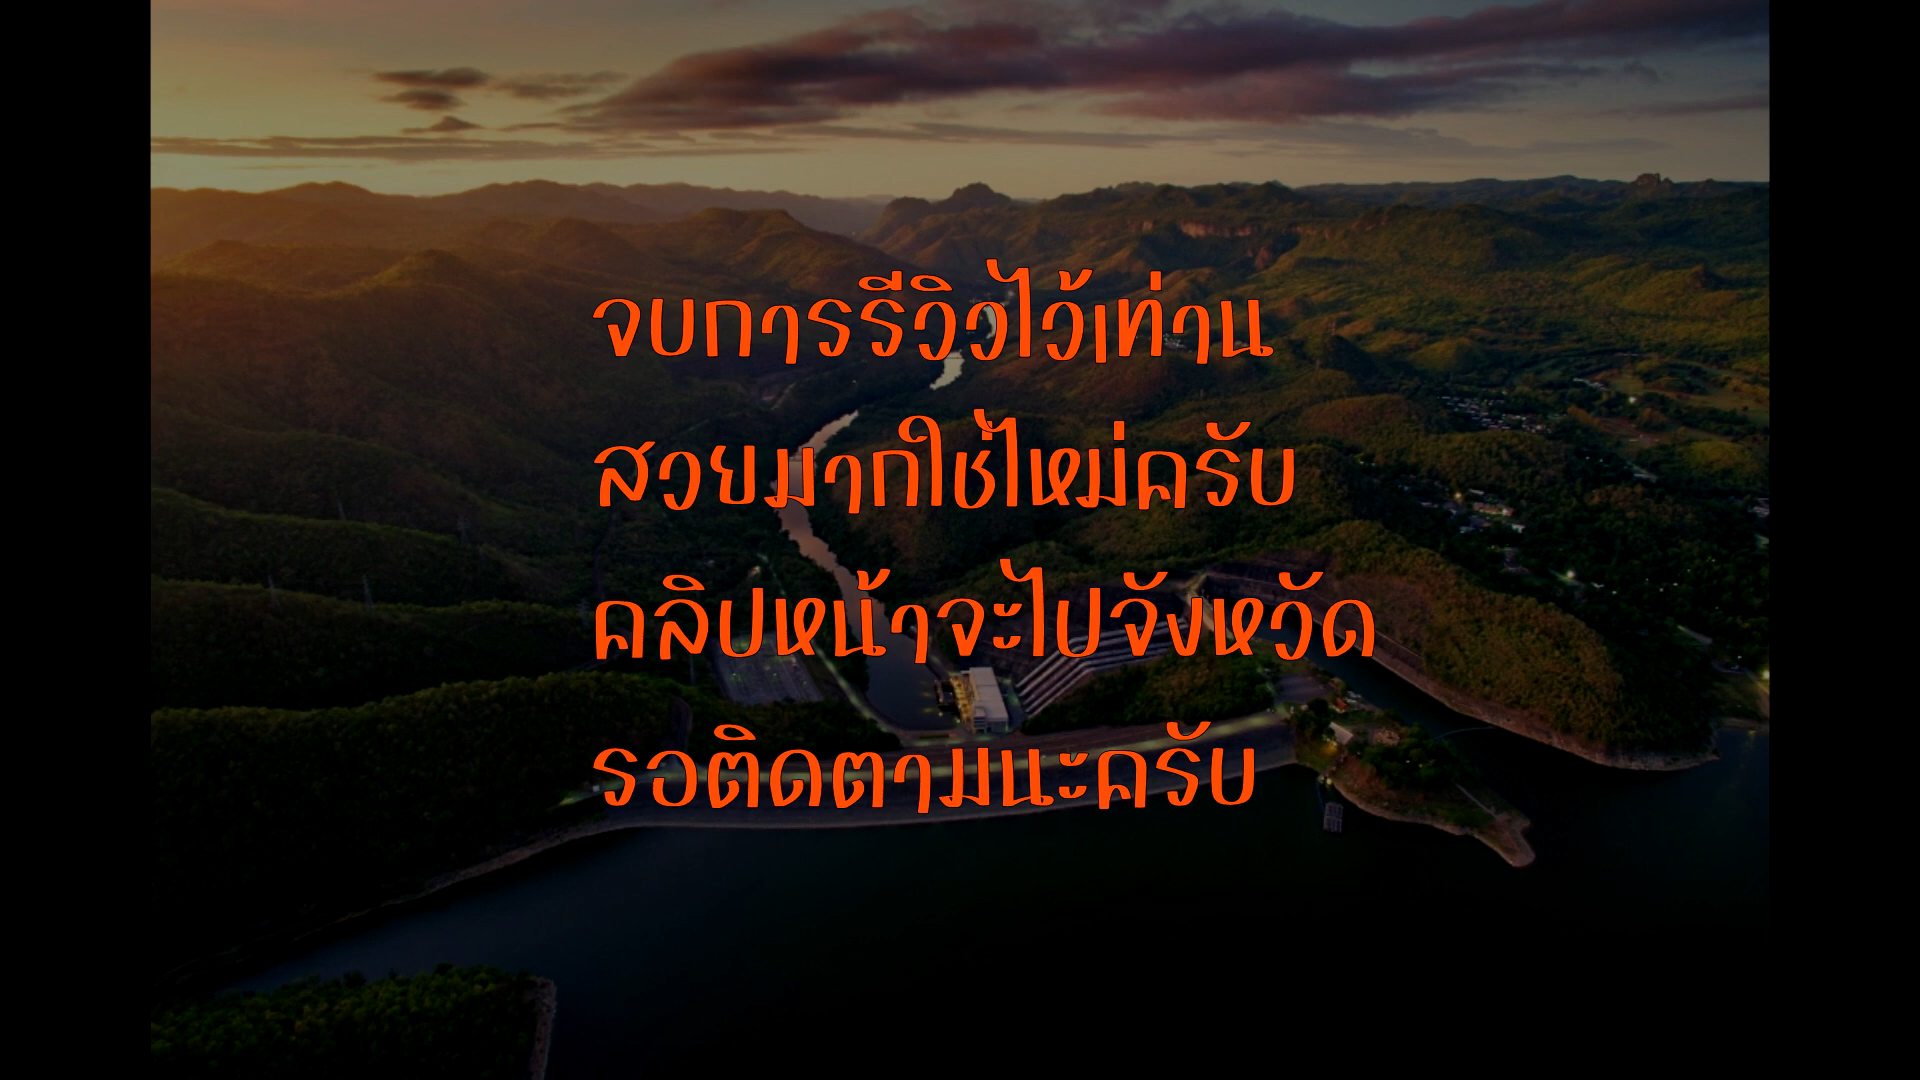 จบการรีวิวไว้เท่าน
สวยมากใช่ไหม่ครับ
คลิปหน้าจะไปจังหวัด
รอติดตามนะครับ